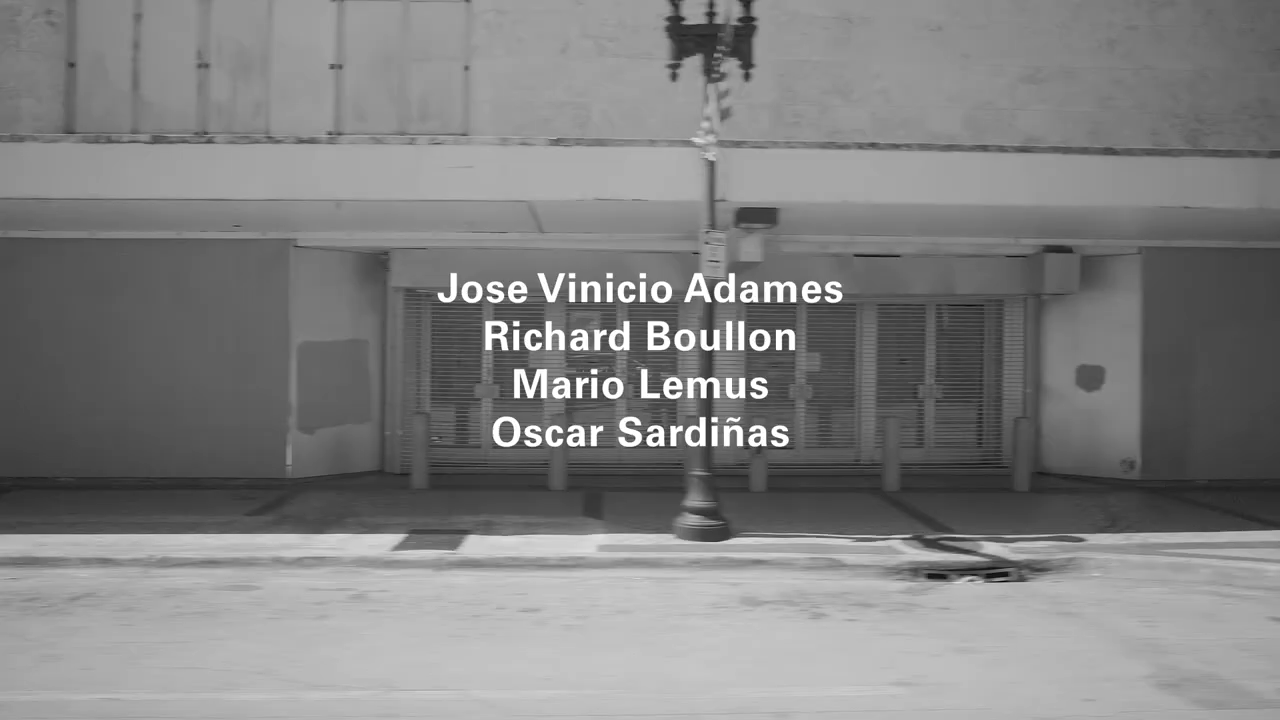 Jose Vinicio Adames
Richard Boullon
Mario Lemus
Oscar Sardiñas